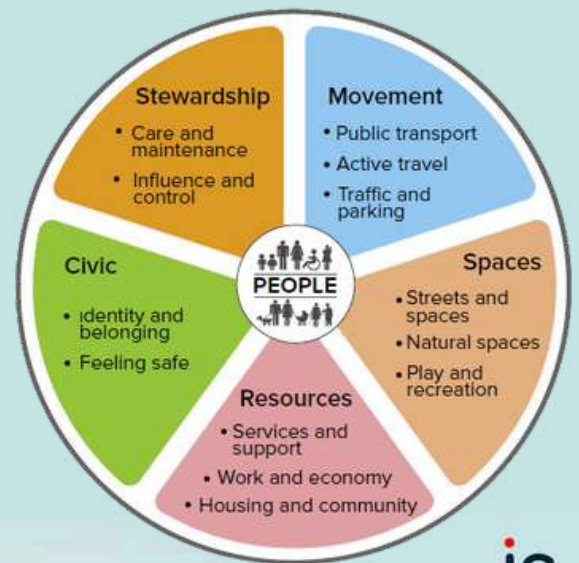 Stewardship
• Care and
maintenance
• Influence and
control
Movement
• Public transport
• Active travel
• Traffic and
parking
Civic
• Identity and
belonging
• Feeling safe
PEOPLE
Spaces
• Streets and
spaces
• Natural spaces
• Play and
recreation
Resources
• Services and
support
• Work and economy
• Housing and community
is